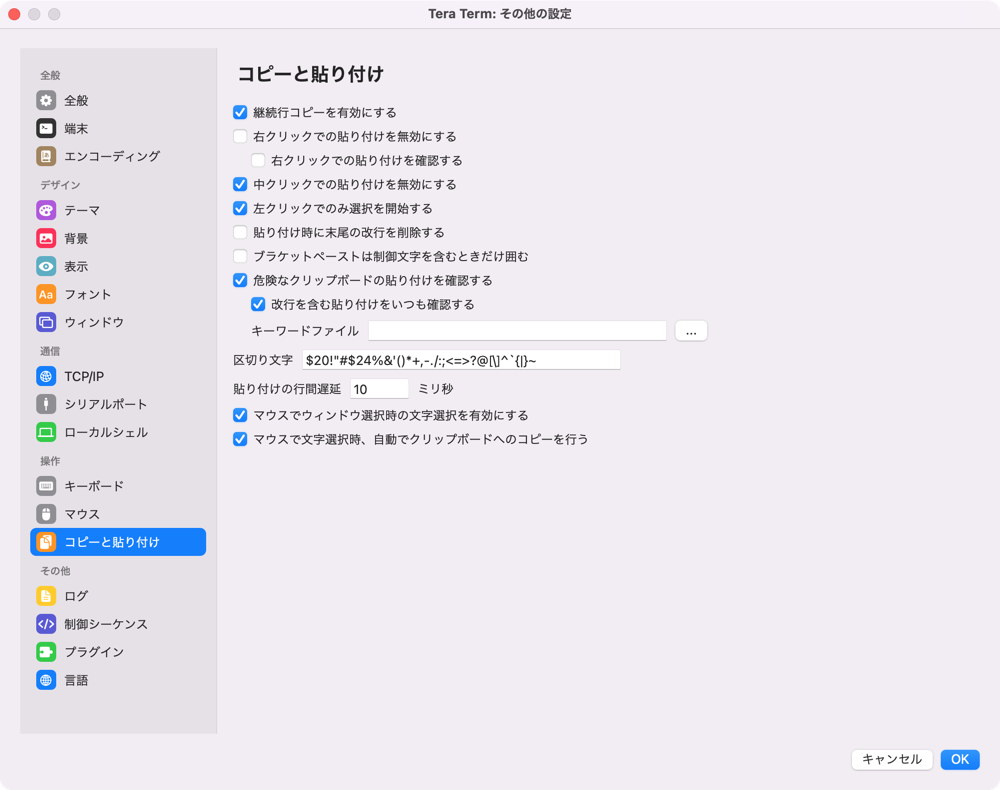 Tera Term: その他の設定
全般
全般
端末
エンコーディング
デザイン
テーマ
背景
表示
Aa フォント
ウィンドウ
通信
TCP/IP
シリアルポート
ローカルシェル
操作
キーボード
マウス
コピーと貼り付け
その他
ログ
</> 制御シーケンス
プラグイン
言語
コピーと貼り付け
継続行コピーを有効にする
右クリックでの貼り付けを無効にする
右クリックでの貼り付けを確認する
中クリックでの貼り付けを無効にする
左クリックでのみ選択を開始する
貼り付け時に末尾の改行を削除する
ブラケットペーストは制御文字を含むときだけ囲む
危険なクリップボードの貼り付けを確認する
改行を含む貼り付けをいつも確認する
キーワードファイル ...
区切り文字 $20!"#$24%&'()*+,-./:;<=>?@[\]^`{|}~
貼り付けの行間遅延 10 ミリ秒
マウスでウィンドウ選択時の文字選択を有効にする
マウスで文字選択時、自動でクリップボードへのコピーを行う
キャンセル OK